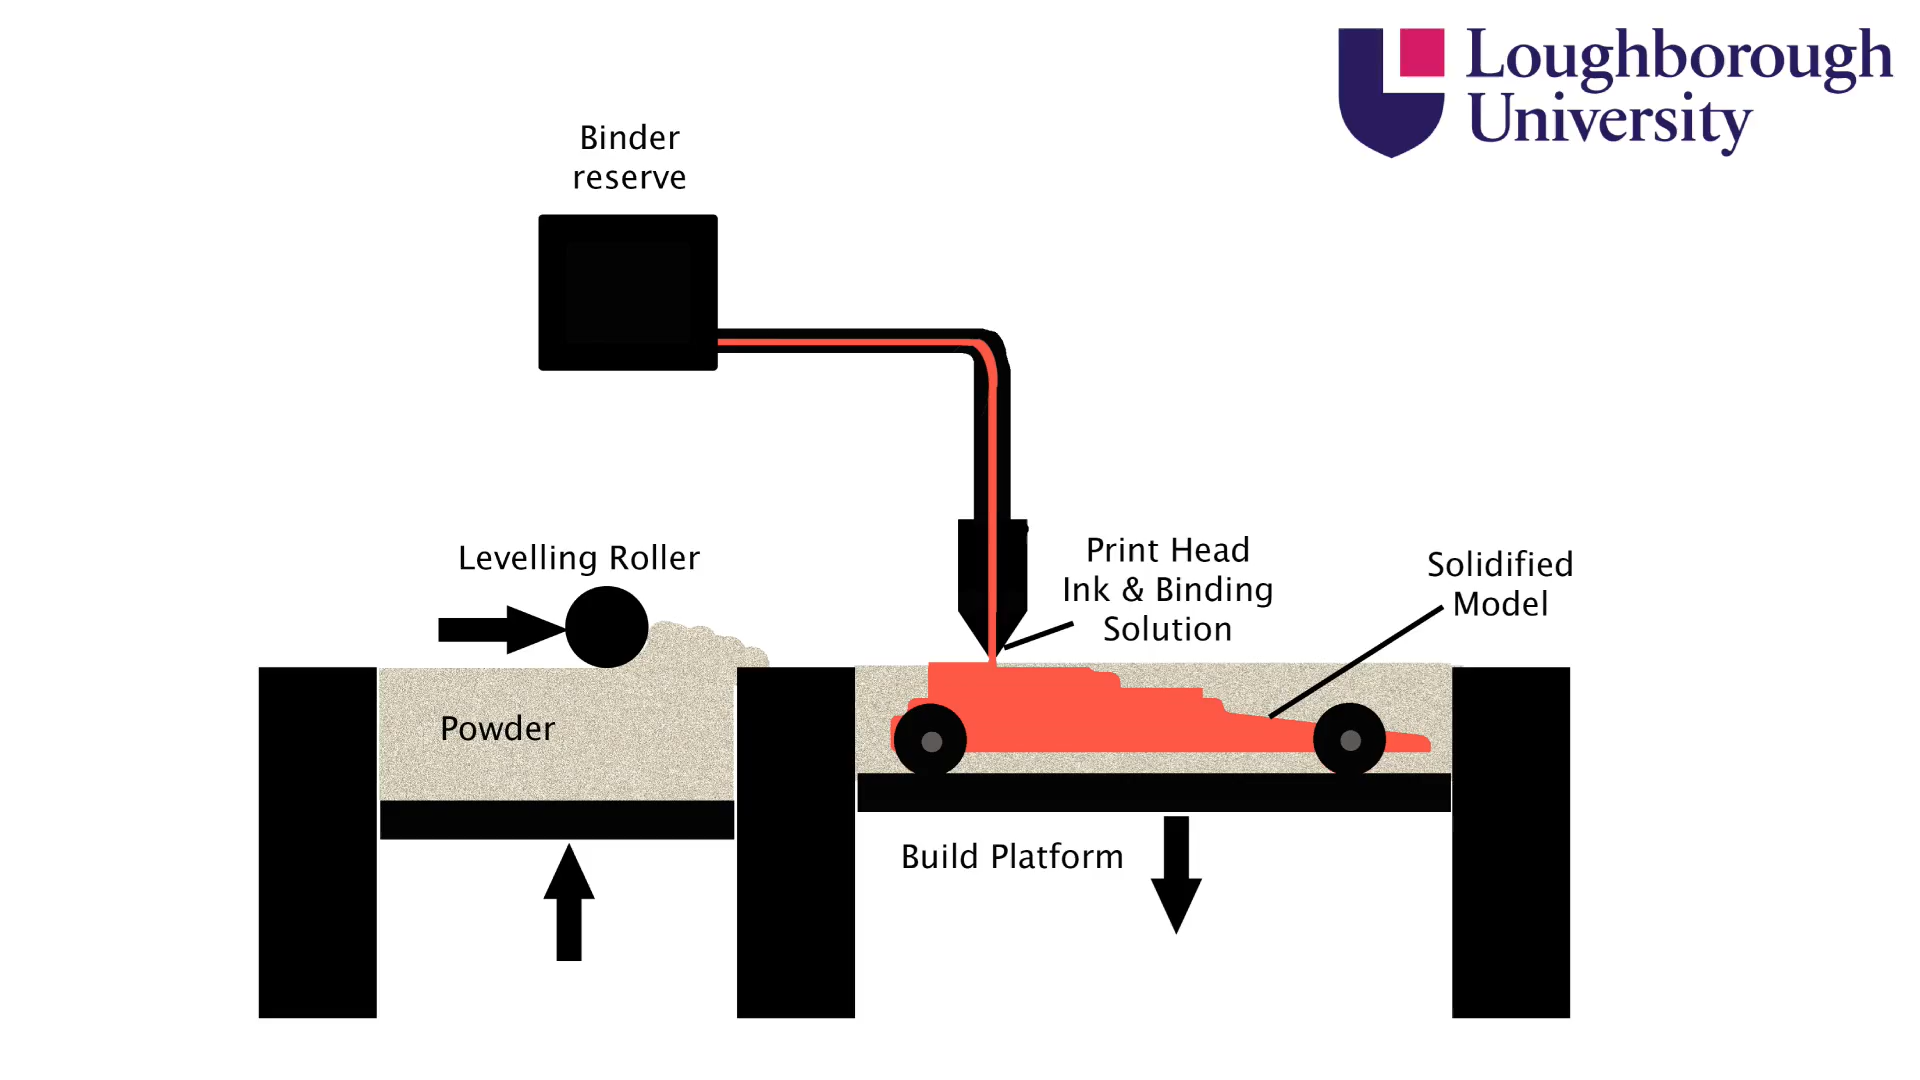 Loughborough
University
Binder
reserve
Levelling Roller
Print Head
Ink & Binding
Solution
Solidified
Model
Powder
Build Platform